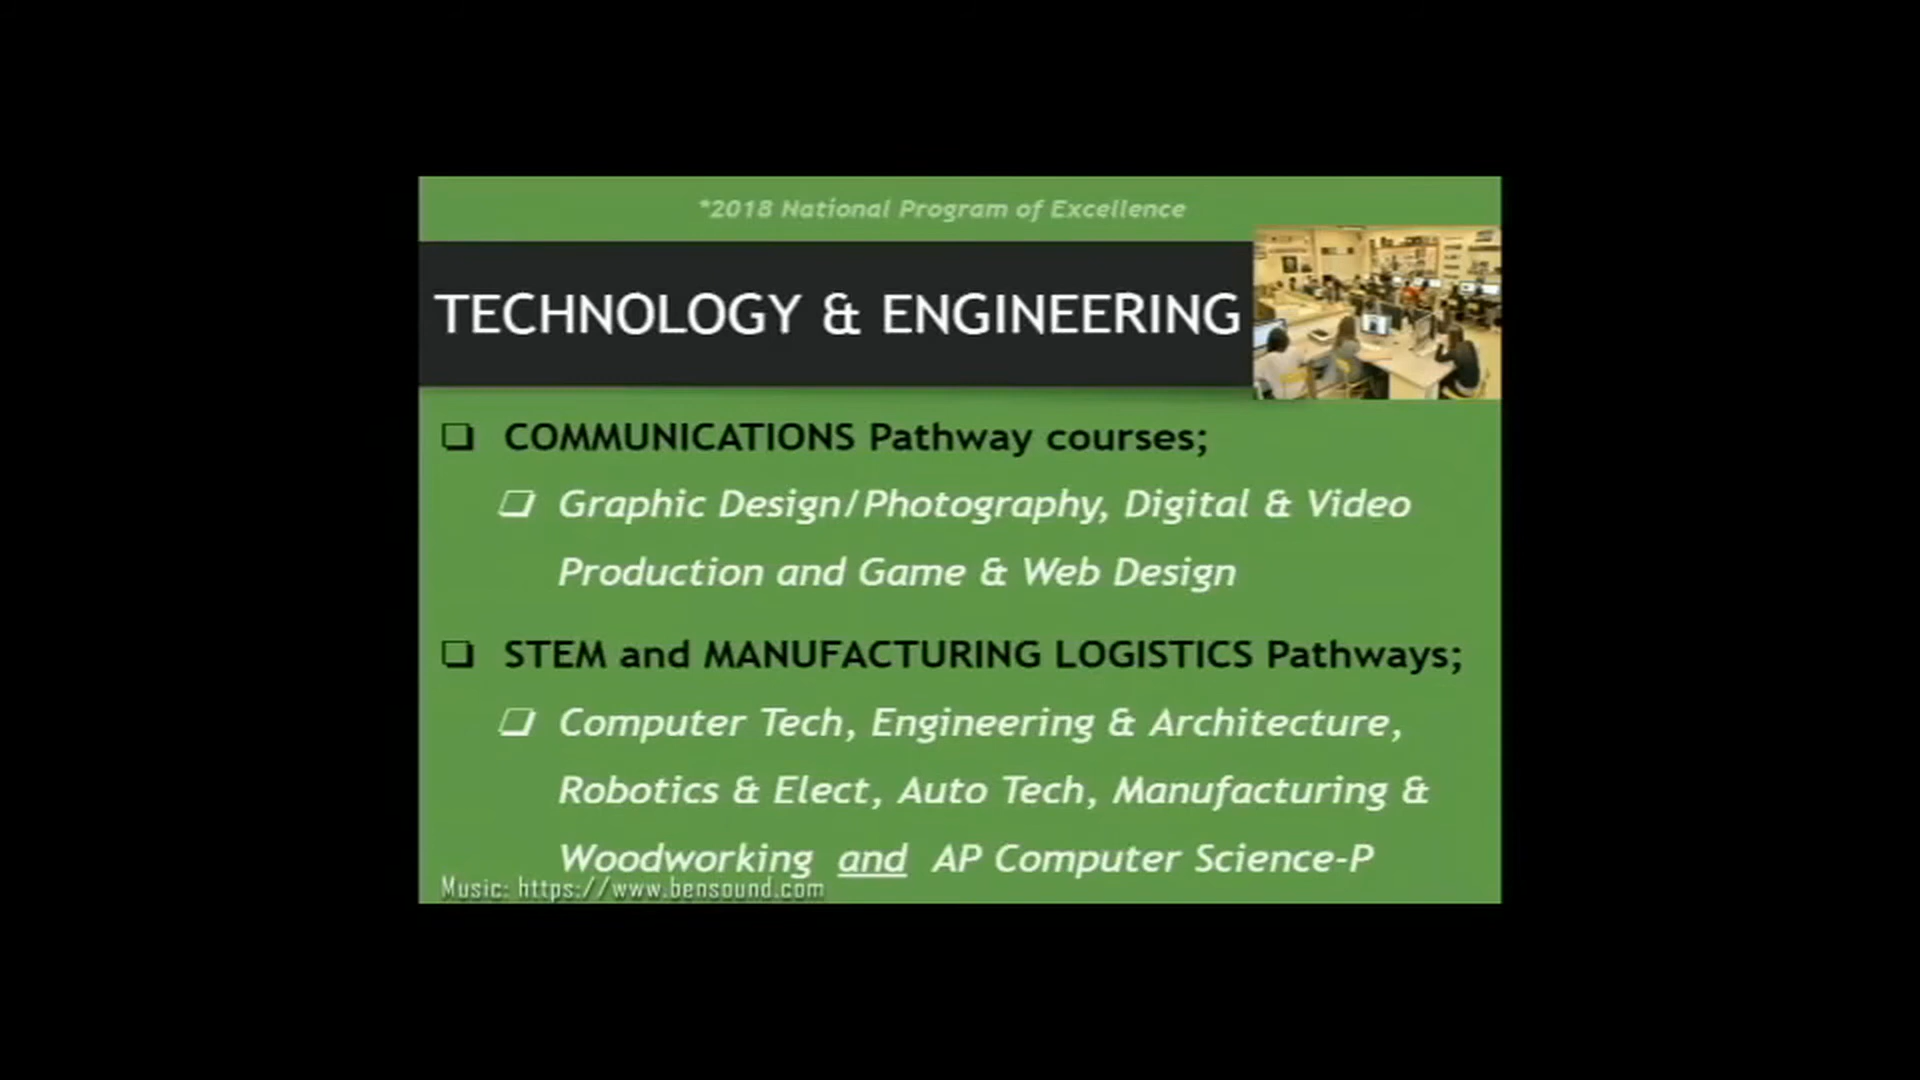 *2018 National Program of Excellence
TECHNOLOGY & ENGINEERING
❑ COMMUNICATIONS Pathway courses;
❑ Graphic Design/Photography, Digital & Video
Production and Game & Web Design
❑ STEM and MANUFACTURING LOGISTICS Pathways;
❑ Computer Tech, Engineering & Architecture,
Robotics & Elect, Auto Tech, Manufacturing &
Woodworking and AP Computer Science-P
Music: https://www.bensound.com